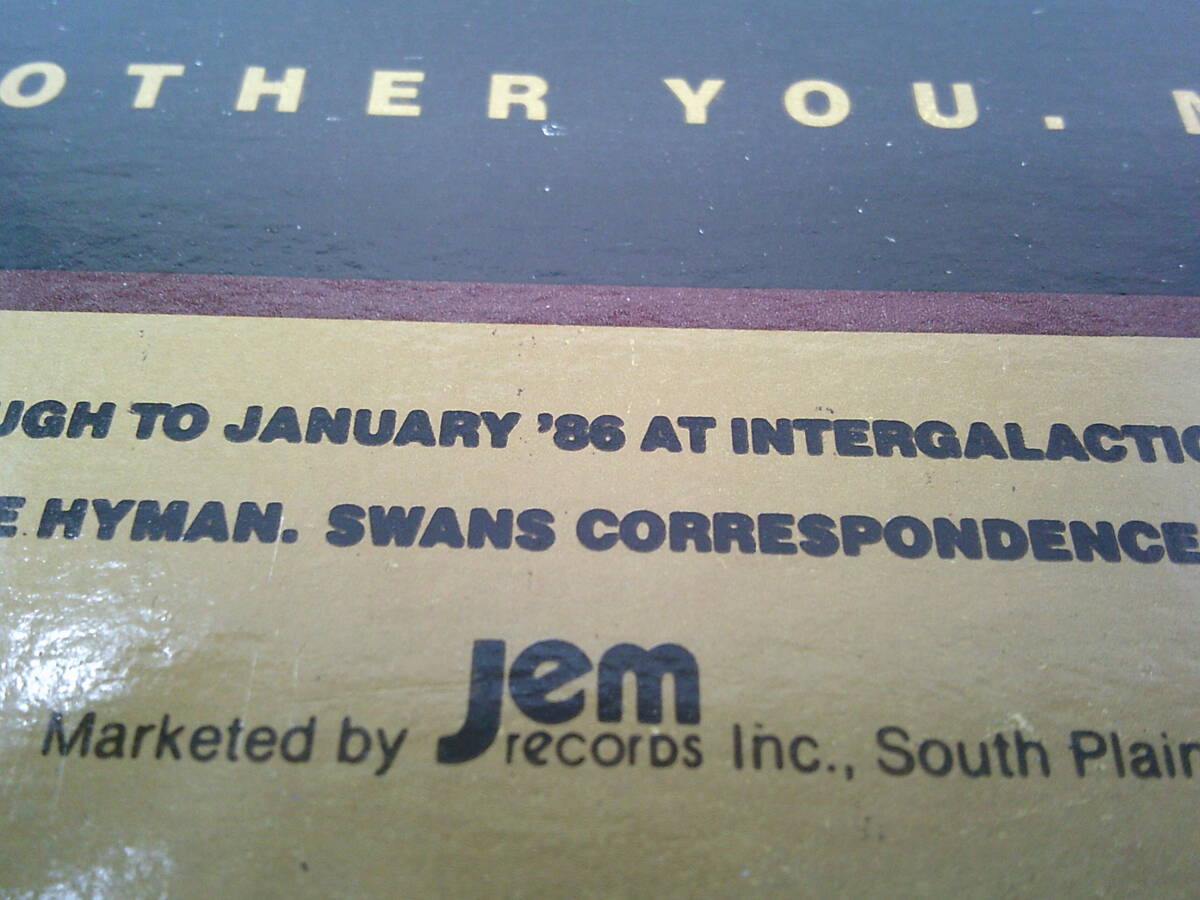 OTHER YOU.
UGH TO JANUARY '86 AT INTERGALACTIC
E HYMAN. SWANS CORRESPONDENCE
Marketed by jem records Inc., South Plain